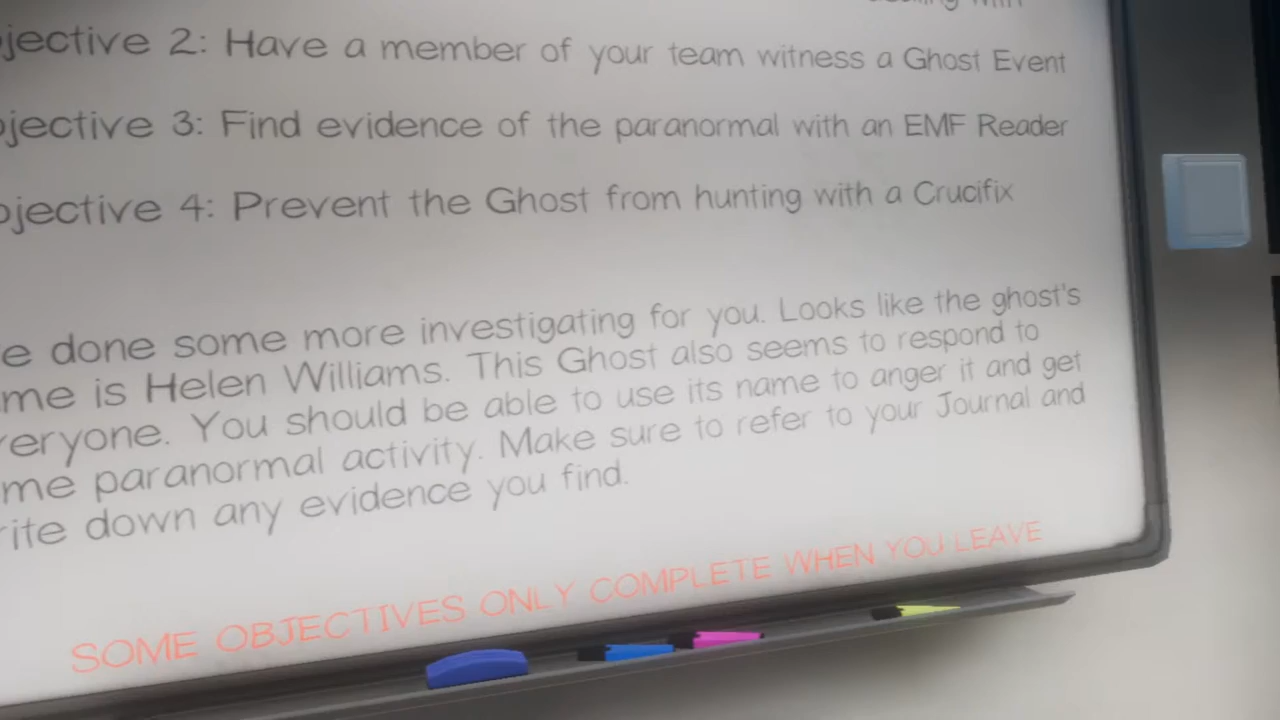 jective 2: Have a member of your team witness a Ghost Event
jective 3: Find evidence of the paranormal with an EMF Reader
jective 4: Prevent the Ghost from hunting with a Crucifix
e done some more investigating for you. Looks like the ghost's
me is Helen Williams. This Ghost also seems to respond to
eryone. You should be able to use its name to anger it and get
me paranormal activity. Make sure to refer to your Journal and
rite down any evidence you find.
SOME OBJECTIVES ONLY COMPLETE WHEN YOU LEAVE